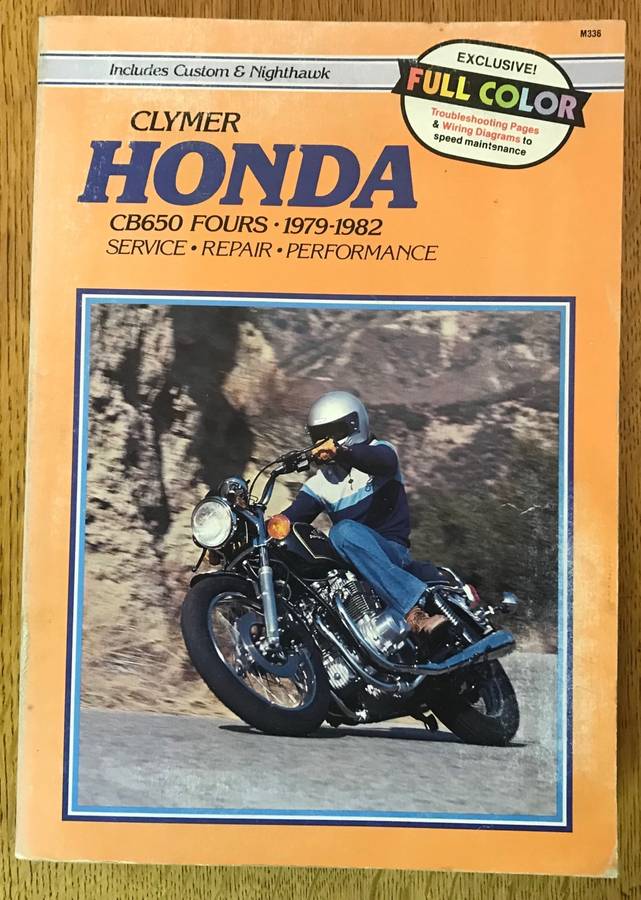 M336
Includes Custom & Nighthawk
EXCLUSIVE!
FULL COLOR
Troubleshooting Pages
& Wiring Diagrams to
speed maintenance
CLYMER
HONDA
CB650 FOURS · 1979-1982
SERVICE • REPAIR • PERFORMANCE